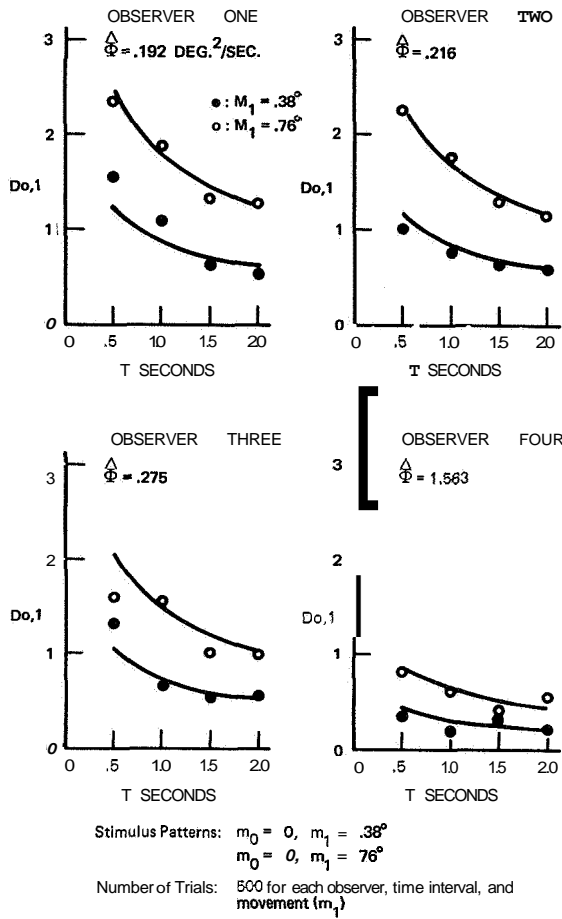 OBSERVER ONE
Φ̂ = .192 DEG.²/SEC.
● : M₁ = .38°
o : M₁ = .76°
3
2
Do,1
1
0
0 .5 1.0 1.5 2.0
T SECONDS
OBSERVER TWO
Φ̂ = .216
3
2
Do,1
1
0
0 .5 1.0 1.5 2.0
T SECONDS
OBSERVER THREE
Φ̂ = .275
3
2
Do,1
1
0
0 .5 1.0 1.5 2.0
T SECONDS
OBSERVER FOUR
Φ̂ = 1.563
3
2
Do,1
1
0
0 .5 1.0 1.5 2.0
T SECONDS
Stimulus Patterns: m₀ = 0, m₁ = .38°
m₀ = 0, m₁ = 76°
Number of Trials: 500 for each observer, time interval, and
movement (m₁)